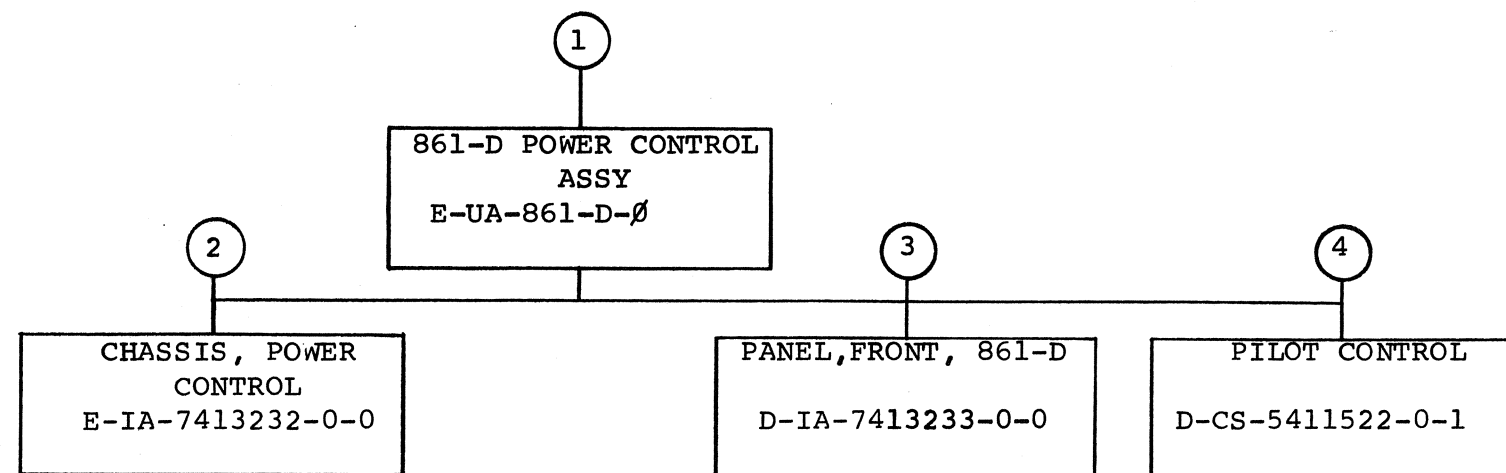 1
861-D POWER CONTROL
ASSY
E-UA-861-D-Ø
2
3
4
CHASSIS, POWER
CONTROL
E-IA-7413232-0-0
PANEL,FRONT, 861-D
D-IA-7413233-0-0
PILOT CONTROL
D-CS-5411522-0-1